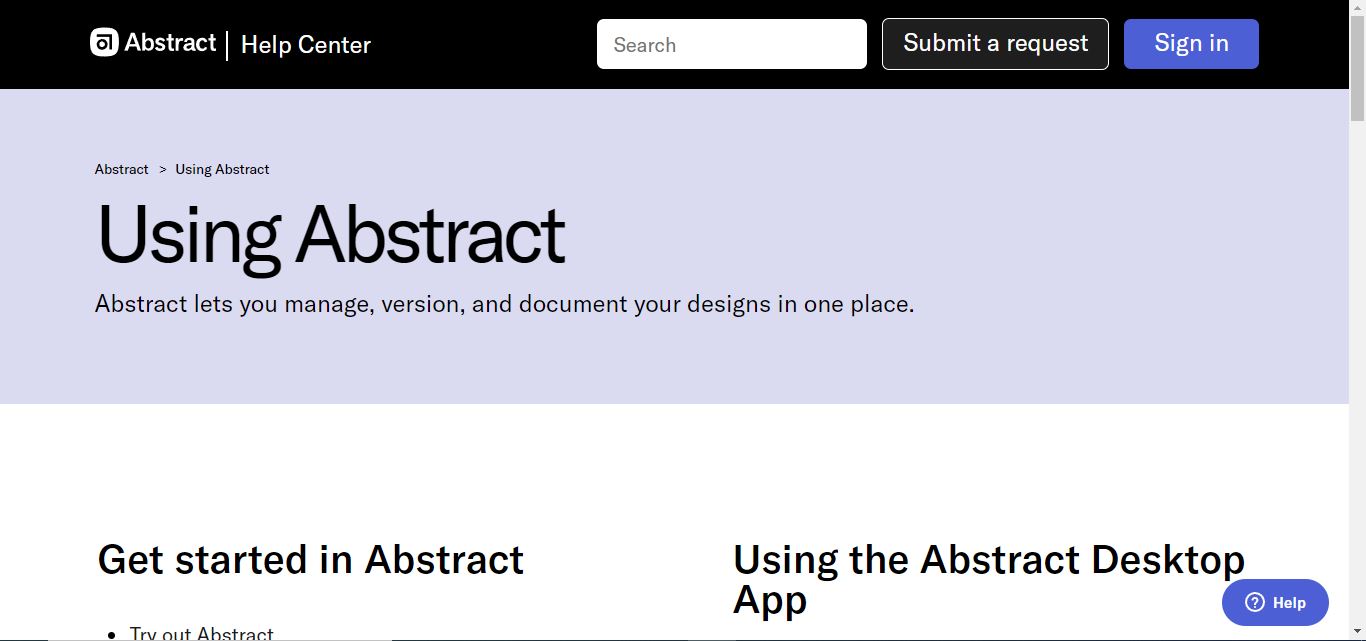 Abstract | Help Center
Search
Submit a request
Sign in
Abstract > Using Abstract
Using Abstract
Abstract lets you manage, version, and document your designs in one place.
Get started in Abstract
• Try out Abstract
Using the Abstract Desktop
App
Help